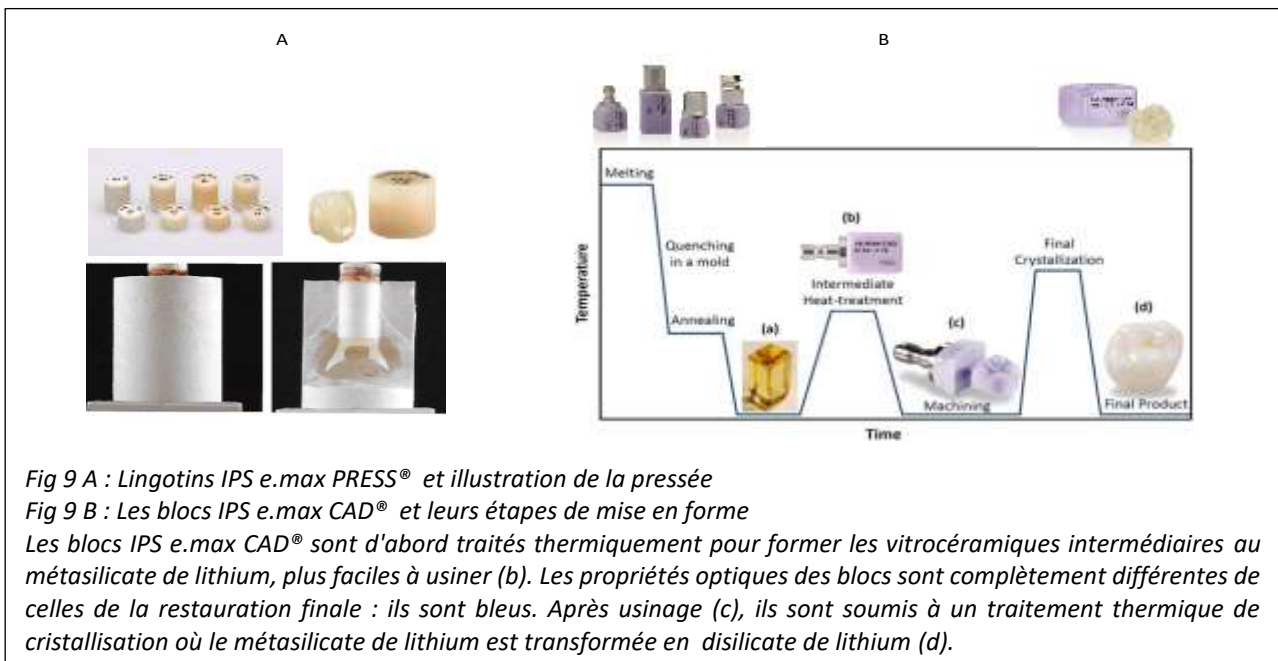 A
B
Melting
Quenching
in a mold
Annealing
(a)
(b)
Intermediate
Heat-treatment
(c)
Machining
Final
Crystallization
(d)
Final Product
Temperature
Time
Fig 9 A : Lingotins IPS e.max PRESS® et illustration de la pressée
Fig 9 B : Les blocs IPS e.max CAD® et leurs étapes de mise en forme
Les blocs IPS e.max CAD® sont d'abord traités thermiquement pour former les vitrocéramiques intermédiaires au
métasilicate de lithium, plus faciles à usiner (b). Les propriétés optiques des blocs sont complètement différentes de
celles de la restauration finale : ils sont bleus. Après usinage (c), ils sont soumis à un traitement thermique de
cristallisation où le métasilicate de lithium est transformée en disilicate de lithium (d).